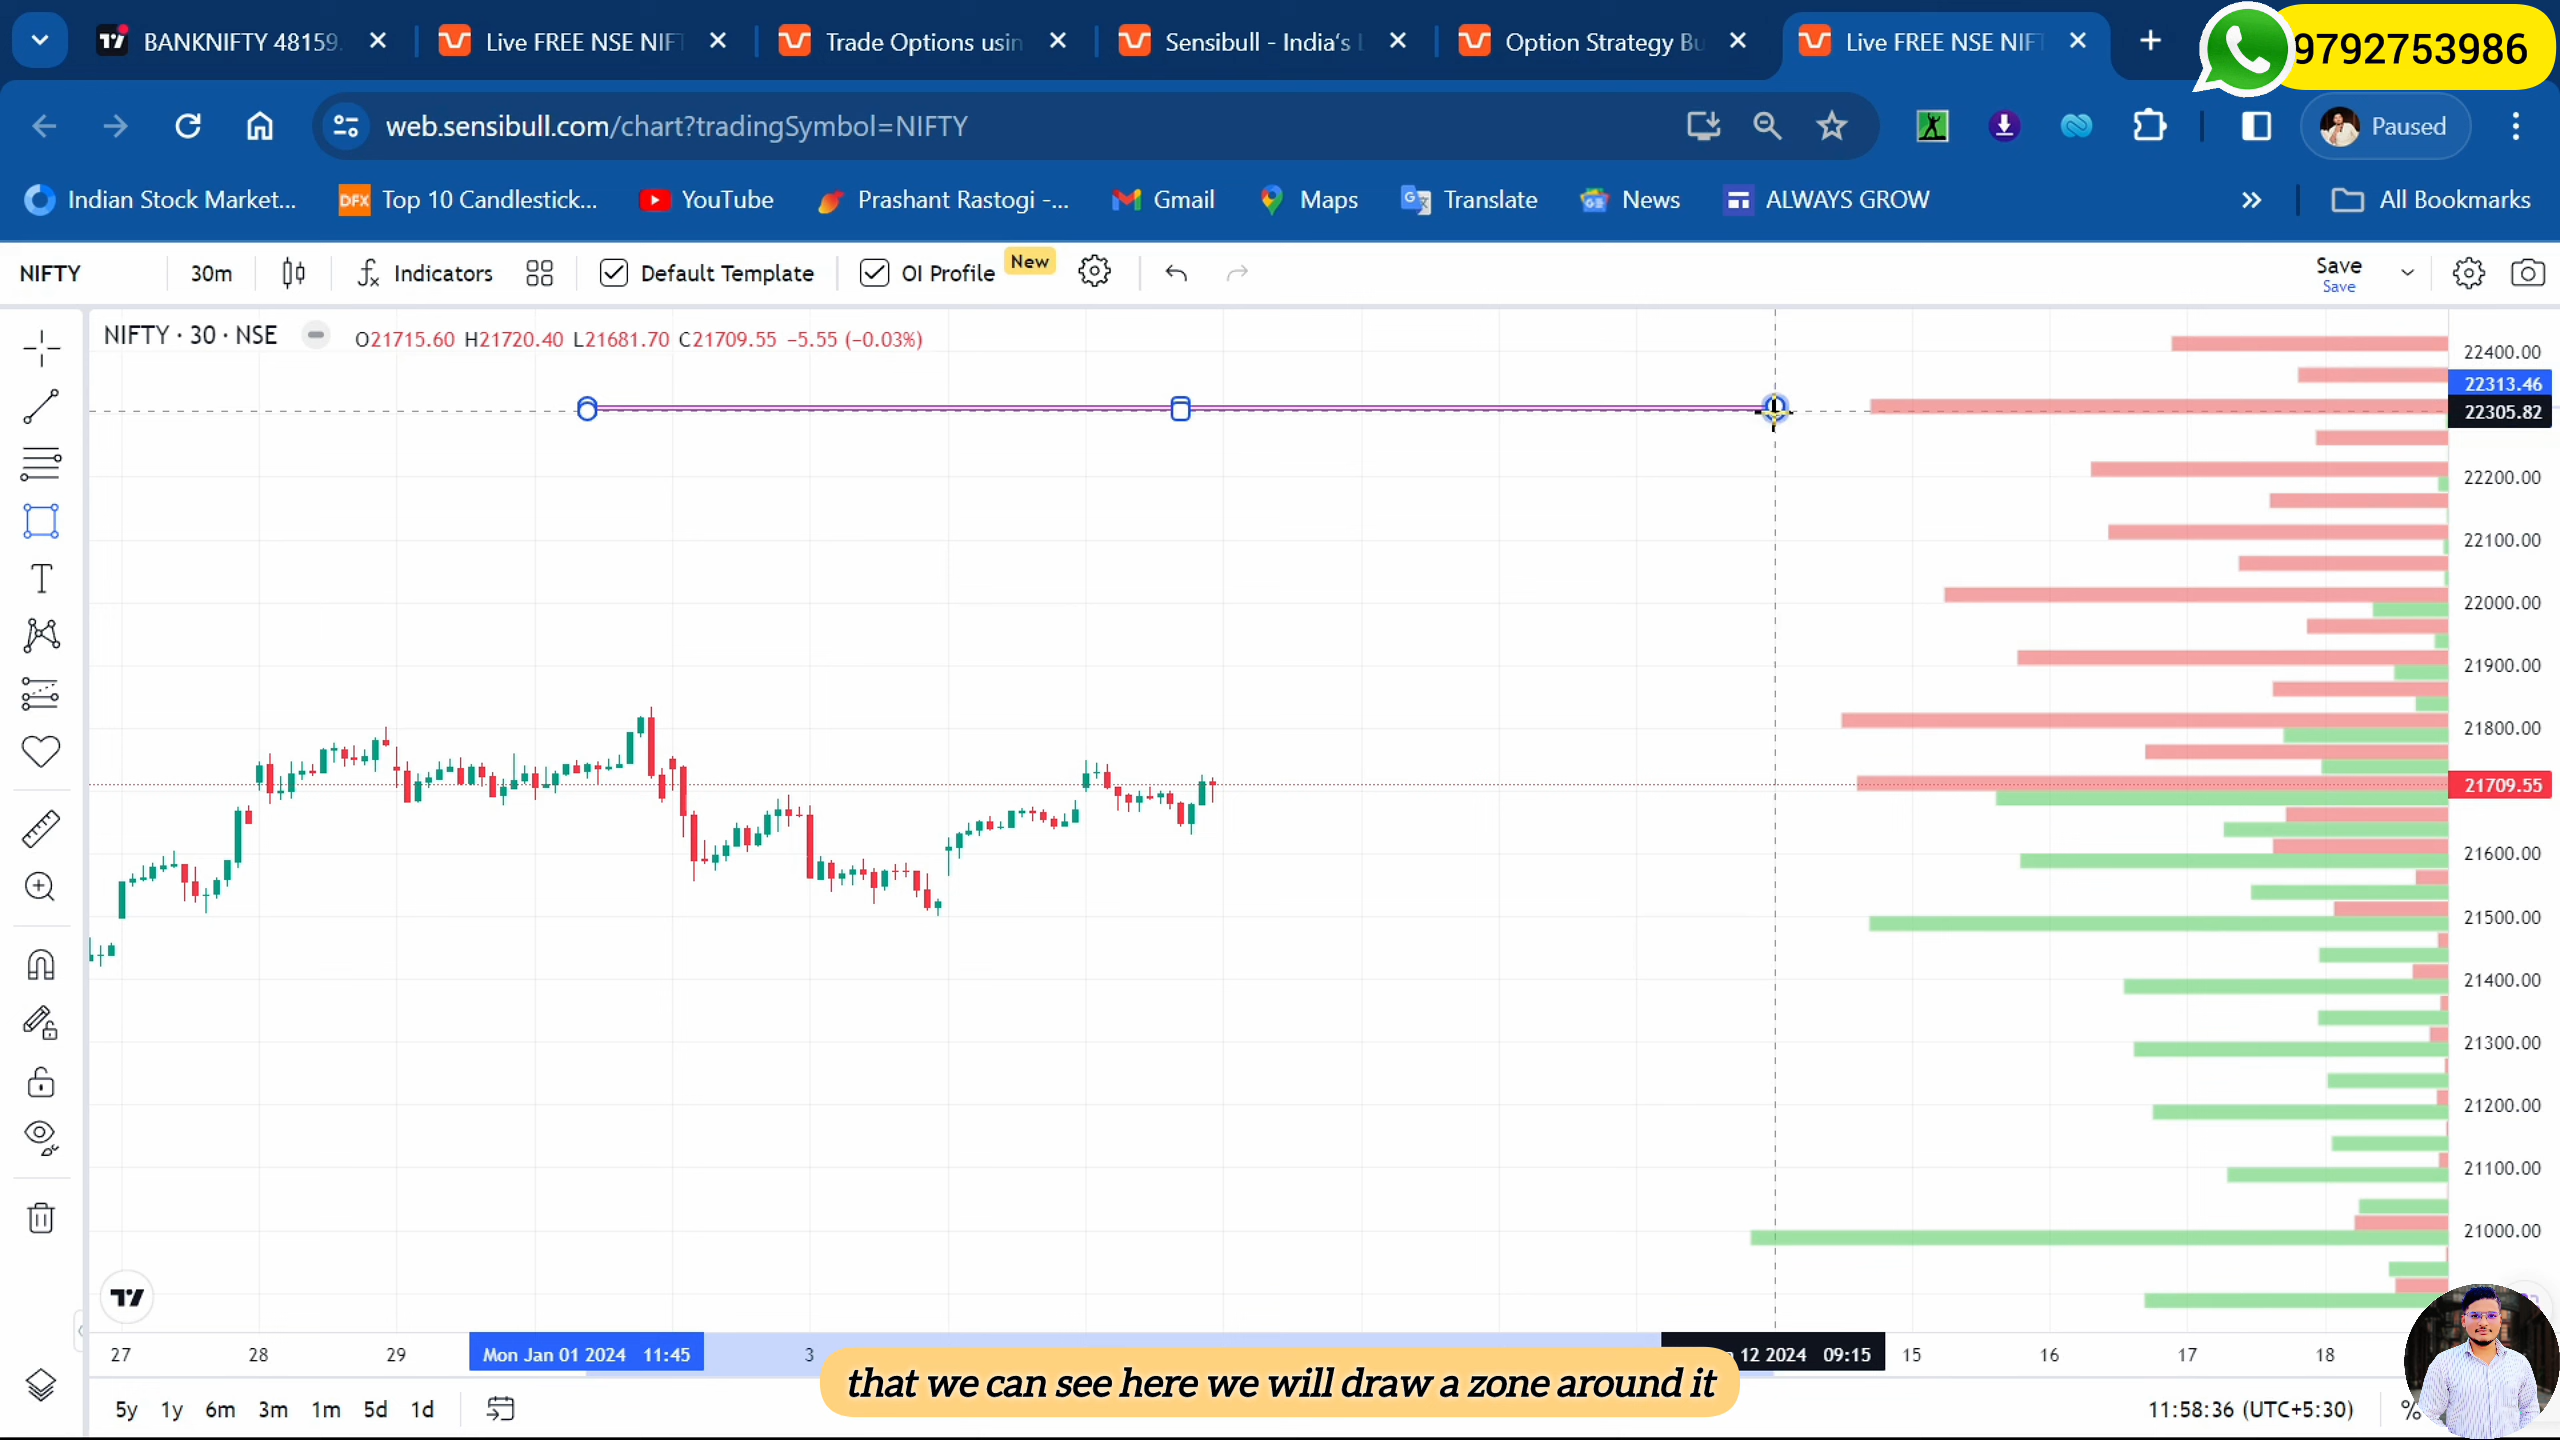 BANKNIFTY 48159.
Live FREE NSE NIF
Trade Options usin
Sensibull - India's
Option Strategy Bu
Live FREE NSE NIF
9792753986
web.sensibull.com/chart?tradingSymbol=NIFTY
Paused
Indian Stock Market...
DFX
Top 10 Candlestick...
YouTube
Prashant Rastogi -...
Gmail
Maps
Translate
News
ALWAYS GROW
All Bookmarks
NIFTY
30m
Indicators
Default Template
OI Profile
New
Save
Save
NIFTY · 30 · NSE
O21715.60 H21720.40 L21681.70 C21709.55 −5.55 (−0.03%)
22400.00
22313.46
22305.82
22200.00
22100.00
22000.00
21900.00
21800.00
21709.55
21600.00
21500.00
21400.00
21300.00
21200.00
21100.00
21000.00
27
28
29
Mon Jan 01 2024 11:45
3
12 2024 09:15
15
16
17
18
that we can see here we will draw a zone around it
5y
1y
6m
3m
1m
5d
1d
11:58:36 (UTC+5:30)
%